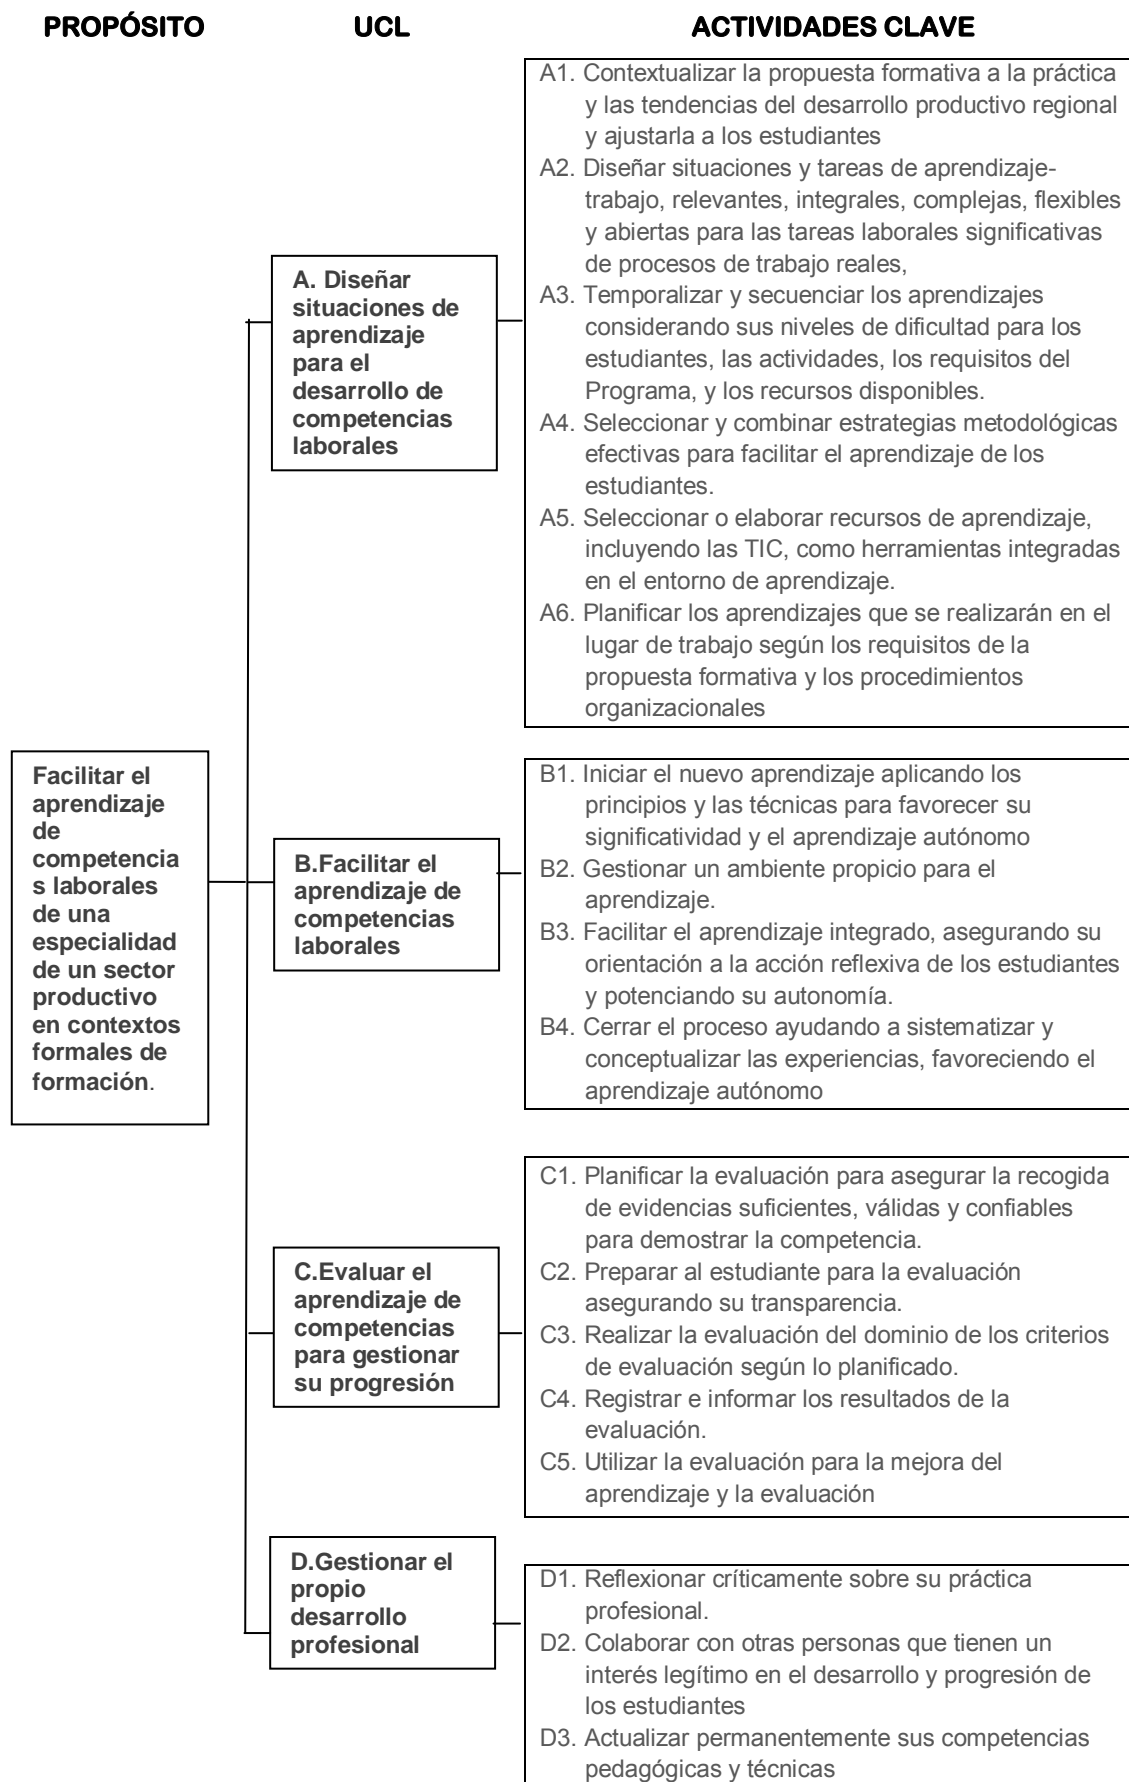 PROPÓSITO
UCL
ACTIVIDADES CLAVE
Facilitar el
aprendizaje
de
competencia
s laborales
de una
especialidad
de un sector
productivo
en contextos
formales de
formación.
A. Diseñar
situaciones de
aprendizaje
para el
desarrollo de
competencias
laborales
A1. Contextualizar la propuesta formativa a la práctica
y las tendencias del desarrollo productivo regional
y ajustarla a los estudiantes
A2. Diseñar situaciones y tareas de aprendizaje-
trabajo, relevantes, integrales, complejas, flexibles
y abiertas para las tareas laborales significativas
de procesos de trabajo reales,
A3. Temporalizar y secuenciar los aprendizajes
considerando sus niveles de dificultad para los
estudiantes, las actividades, los requisitos del
Programa, y los recursos disponibles.
A4. Seleccionar y combinar estrategias metodológicas
efectivas para facilitar el aprendizaje de los
estudiantes.
A5. Seleccionar o elaborar recursos de aprendizaje,
incluyendo las TIC, como herramientas integradas
en el entorno de aprendizaje.
A6. Planificar los aprendizajes que se realizarán en el
lugar de trabajo según los requisitos de la
propuesta formativa y los procedimientos
organizacionales
B.Facilitar el
aprendizaje de
competencias
laborales
B1. Iniciar el nuevo aprendizaje aplicando los
principios y las técnicas para favorecer su
significatividad y el aprendizaje autónomo
B2. Gestionar un ambiente propicio para el
aprendizaje.
B3. Facilitar el aprendizaje integrado, asegurando su
orientación a la acción reflexiva de los estudiantes
y potenciando su autonomía.
B4. Cerrar el proceso ayudando a sistematizar y
conceptualizar las experiencias, favoreciendo el
aprendizaje autónomo
C.Evaluar el
aprendizaje de
competencias
para gestionar
su progresión
C1. Planificar la evaluación para asegurar la recogida
de evidencias suficientes, válidas y confiables
para demostrar la competencia.
C2. Preparar al estudiante para la evaluación
asegurando su transparencia.
C3. Realizar la evaluación del dominio de los criterios
de evaluación según lo planificado.
C4. Registrar e informar los resultados de la
evaluación.
C5. Utilizar la evaluación para la mejora del
aprendizaje y la evaluación
D.Gestionar el
propio
desarrollo
profesional
D1. Reflexionar críticamente sobre su práctica
profesional.
D2. Colaborar con otras personas que tienen un
interés legítimo en el desarrollo y progresión de
los estudiantes
D3. Actualizar permanentemente sus competencias
pedagógicas y técnicas